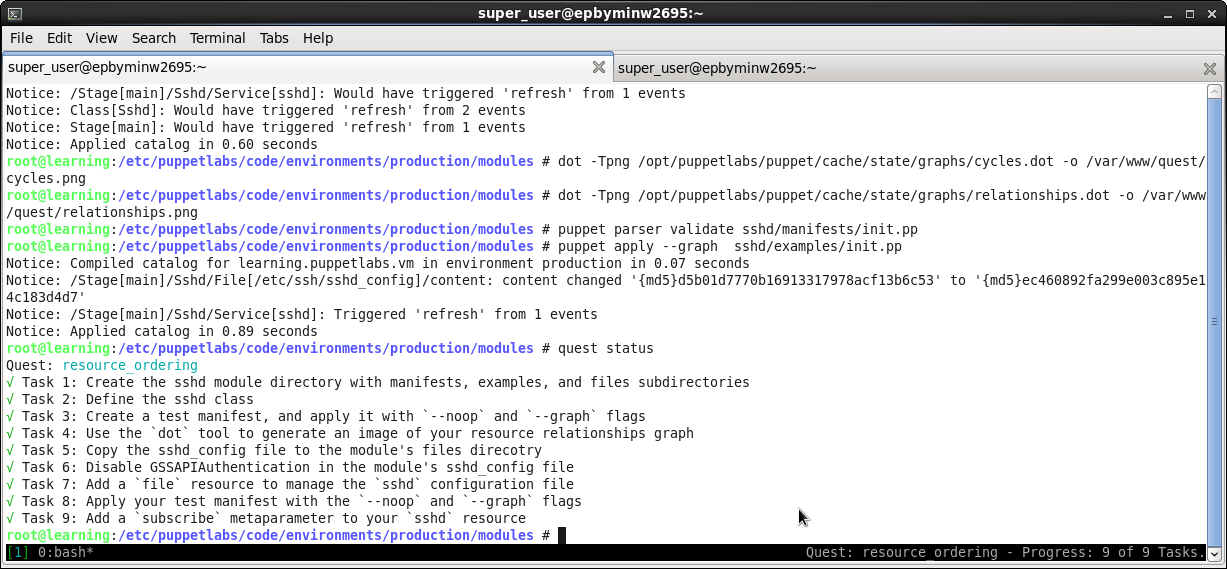 super_user@epbyminw2695:~
File Edit View Search Terminal Tabs Help
super_user@epbyminw2695:~ super_user@epbyminw2695:~
Notice: /Stage[main]/Sshd/Service[sshd]: Would have triggered 'refresh' from 1 events
Notice: Class[Sshd]: Would have triggered 'refresh' from 2 events
Notice: Stage[main]: Would have triggered 'refresh' from 1 events
Notice: Applied catalog in 0.60 seconds
root@learning:/etc/puppetlabs/code/environments/production/modules # dot -Tpng /opt/puppetlabs/puppet/cache/state/graphs/cycles.dot -o /var/www/quest/
cycles.png
root@learning:/etc/puppetlabs/code/environments/production/modules # dot -Tpng /opt/puppetlabs/puppet/cache/state/graphs/relationships.dot -o /var/www
/quest/relationships.png
root@learning:/etc/puppetlabs/code/environments/production/modules # puppet parser validate sshd/manifests/init.pp
root@learning:/etc/puppetlabs/code/environments/production/modules # puppet apply --graph  sshd/examples/init.pp
Notice: Compiled catalog for learning.puppetlabs.vm in environment production in 0.07 seconds
Notice: /Stage[main]/Sshd/File[/etc/ssh/sshd_config]/content: content changed '{md5}d5b01d7770b16913317978acf13b6c53' to '{md5}ec460892fa299e003c895e1
4c183d4d7'
Notice: /Stage[main]/Sshd/Service[sshd]: Triggered 'refresh' from 1 events
Notice: Applied catalog in 0.89 seconds
root@learning:/etc/puppetlabs/code/environments/production/modules # quest status
Quest: resource_ordering
√ Task 1: Create the sshd module directory with manifests, examples, and files subdirectories
√ Task 2: Define the sshd class
√ Task 3: Create a test manifest, and apply it with `--noop` and `--graph` flags
√ Task 4: Use the `dot` tool to generate an image of your resource relationships graph
√ Task 5: Copy the sshd_config file to the module's files direcotry
√ Task 6: Disable GSSAPIAuthentication in the module's sshd_config file
√ Task 7: Add a `file` resource to manage the `sshd` configuration file
√ Task 8: Apply your test manifest with the `--noop` and `--graph` flags
√ Task 9: Add a `subscribe` metaparameter to your `sshd` resource
root@learning:/etc/puppetlabs/code/environments/production/modules #
[1] 0:bash* Quest: resource_ordering - Progress: 9 of 9 Tasks.